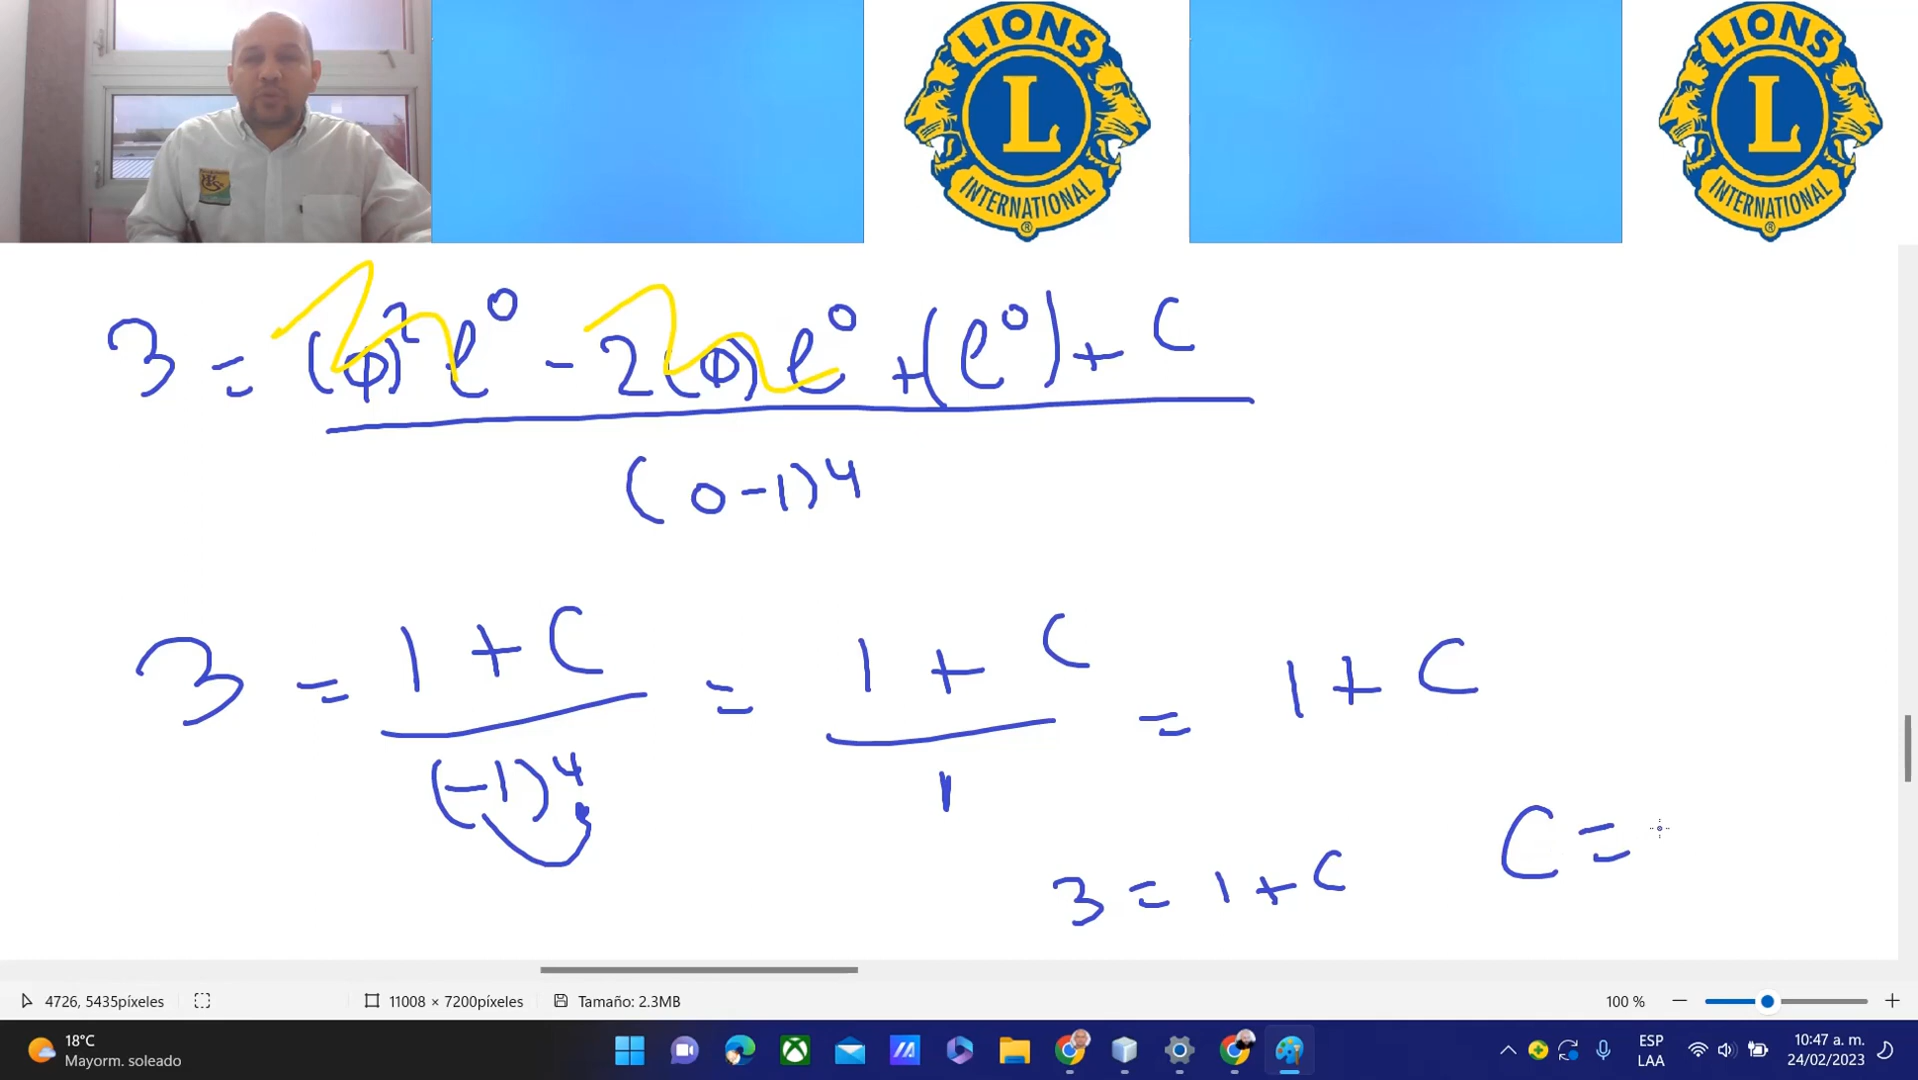 LIONS
L
INTERNATIONAL
®
LIONS
L
INTERNATIONAL
®
3 = (0)² e⁰ - 2(0) e⁰ + (e⁰) + C
(0-1)⁴
3 = 1 + C = 1 + C = 1 + C
(-1)⁴ 1
C =
3 = 1 + C
4726, 5435píxeles 11008 × 7200píxeles Tamaño: 2.3MB 100 %
18°C
Mayorm. soleado
ESP
LAA
10:47 a. m.
24/02/2023